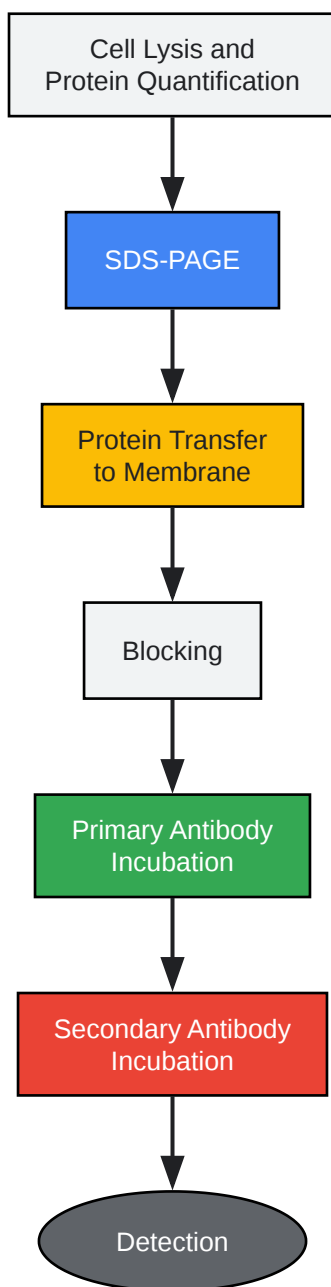 Cell Lysis and
Protein Quantification
SDS-PAGE
Protein Transfer
to Membrane
Blocking
Primary Antibody
Incubation
Secondary Antibody
Incubation
Detection